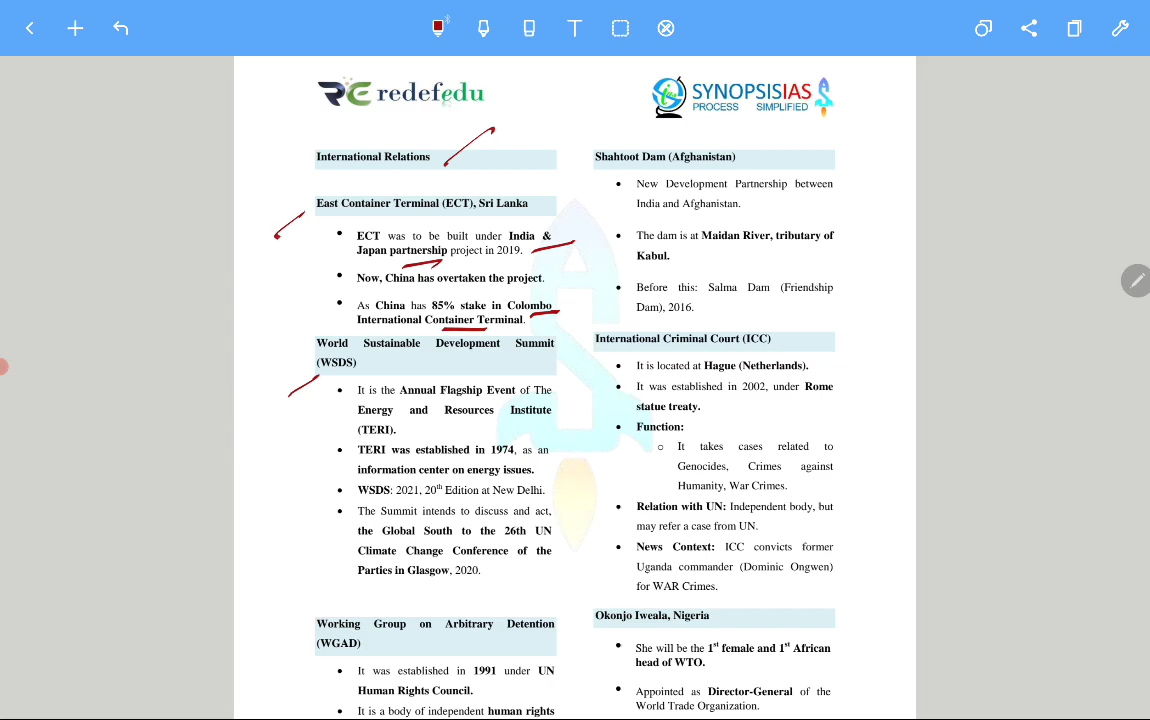 redefedu
SYNOPSISIAS
PROCESS SIMPLIFIED
International Relations
East Container Terminal (ECT), Sri Lanka
• ECT was to be built under India &
Japan partnership project in 2019.
• Now, China has overtaken the project.
• As China has 85% stake in Colombo
International Container Terminal.
World Sustainable Development Summit
(WSDS)
• It is the Annual Flagship Event of The
Energy and Resources Institute
(TERI).
• TERI was established in 1974, as an
information center on energy issues.
• WSDS: 2021, 20th Edition at New Delhi.
• The Summit intends to discuss and act,
the Global South to the 26th UN
Climate Change Conference of the
Parties in Glasgow, 2020.
Working Group on Arbitrary Detention
(WGAD)
• It was established in 1991 under UN
Human Rights Council.
• It is a body of independent human rights
Shahtoot Dam (Afghanistan)
• New Development Partnership between
India and Afghanistan.
• The dam is at Maidan River, tributary of
Kabul.
• Before this: Salma Dam (Friendship
Dam), 2016.
International Criminal Court (ICC)
• It is located at Hague (Netherlands).
• It was established in 2002, under Rome
statue treaty.
• Function:
o It takes cases related to
Genocides, Crimes against
Humanity, War Crimes.
• Relation with UN: Independent body, but
may refer a case from UN.
• News Context: ICC convicts former
Uganda commander (Dominic Ongwen)
for WAR Crimes.
Okonjo Iweala, Nigeria
• She will be the 1st female and 1st African
head of WTO.
• Appointed as Director-General of the
World Trade Organization.